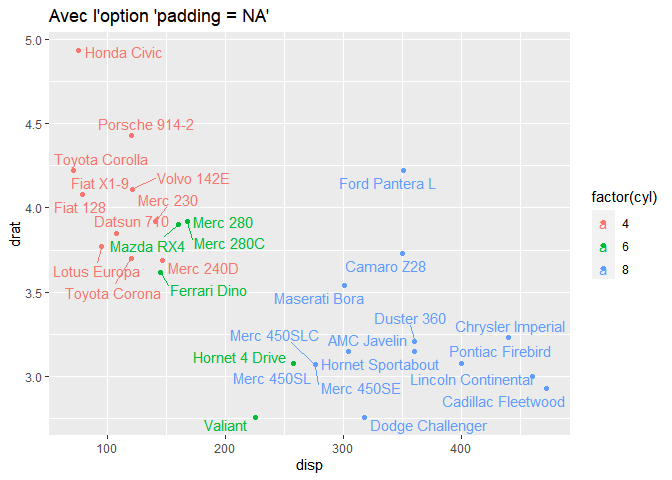 Avec l'option 'padding = NA'
5.0
Honda Civic
4.5
Porsche 914-2
Toyota Corolla
Fiat X1-9
Volvo 142E
Ford Pantera L
Merc 230
Fiat 128
4.0
Datsun 710
Merc 280
Mazda RX4
Merc 280C
drat
factor(cyl)
a 4
a 6
a 8
Lotus Europa
Merc 240D
Camaro Z28
Toyota Corona
Ferrari Dino
Maserati Bora
3.5
Duster 360
Chrysler Imperial
Merc 450SLC
AMC Javelin
Hornet 4 Drive
Pontiac Firebird
Hornet Sportabout
Merc 450SL
Lincoln Continental
3.0
Merc 450SE
Cadillac Fleetwood
Valiant
Dodge Challenger
100
200
300
400
disp